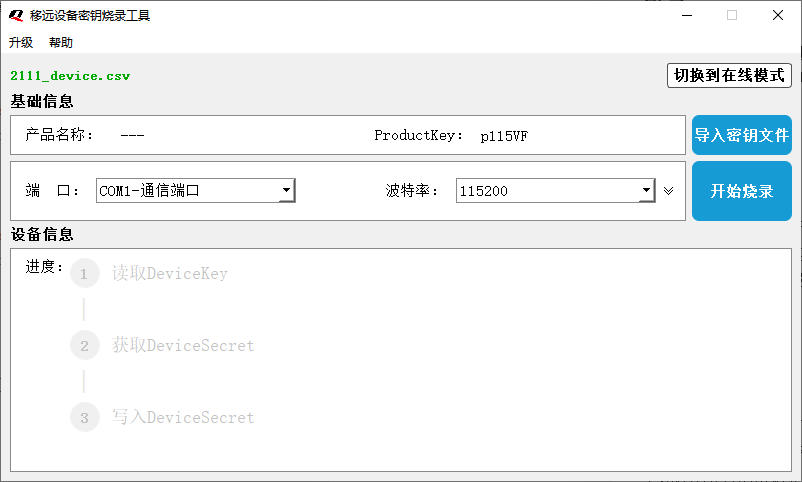 移远设备密钥烧录工具
升级 帮助
2111_device.csv 切换到在线模式
基础信息
产品名称： --- ProductKey： p115VF 导入密钥文件
端 口： COM1-通信端口 波特率： 115200 开始烧录
设备信息
进度： 1 读取DeviceKey
2 获取DeviceSecret
3 写入DeviceSecret